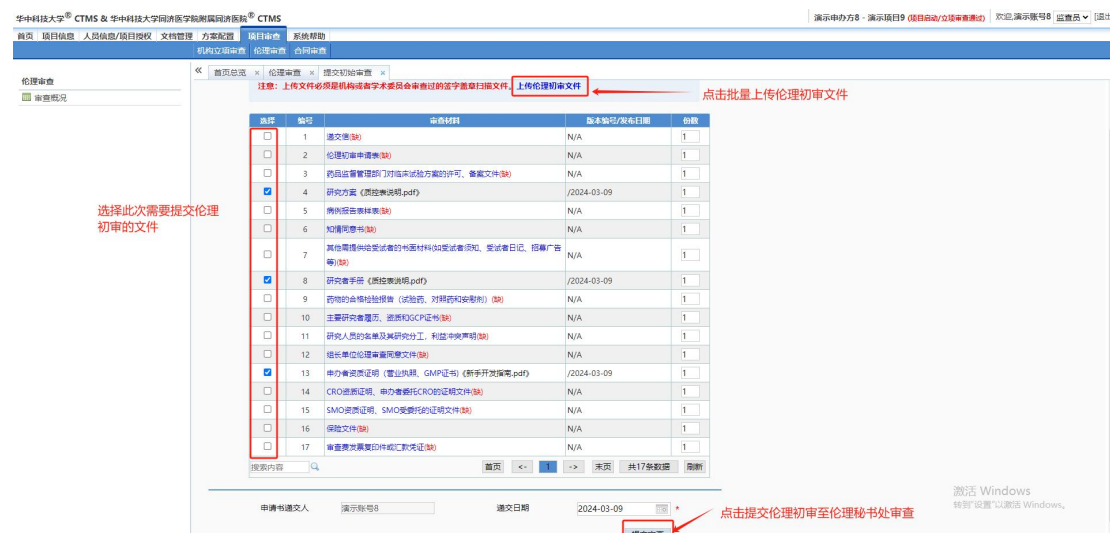 华中科技大学® CTMS & 华中科技大学同济医学院附属同济医院® CTMS
演示申办方8 - 演示项目9 (项目启动/立项审查通过) 欢迎,演示账号8 监查员 [退出
首页 项目信息 人员信息/项目授权 文档管理 方案配置 项目审查 系统帮助
机构立项审查 伦理审查 合同审查
伦理审查
审查概况
« 首页总览 × 伦理审查 × 提交初始审查 ×
注意：上传文件必须是机构或者学术委员会审查过的签字盖章扫描文件。 上传伦理初审文件
点击批量上传伦理初审文件
选择 编号 审查材料 版本编号/发布日期 份数
1 递交信(缺) N/A 1
2 伦理初审申请表(缺) N/A 1
3 药品监督管理部门对临床试验方案的许可、备案文件(缺) N/A 1
4 研究方案《质控表说明.pdf》 /2024-03-09 1
5 病例报告表样表(缺) N/A 1
6 知情同意书(缺) N/A 1
7 其他需提供给受试者的书面材料(如受试者须知、受试者日记、招募广告
等)(缺) N/A 1
8 研究者手册《质控表说明.pdf》 /2024-03-09 1
9 药物的合格检验报告（试验药、对照药和安慰剂）(缺) N/A 1
10 主要研究者履历、资质和GCP证书(缺) N/A 1
11 研究人员的名单及其研究分工，利益冲突声明(缺) N/A 1
12 组长单位伦理审查同意文件(缺) N/A 1
13 申办者资质证明（营业执照、GMP证书)《新手开发指南.pdf》 /2024-03-09 1
14 CRO资质证明、申办者委托CRO的证明文件(缺) N/A 1
15 SMO资质证明、SMO受委托的证明文件(缺) N/A 1
16 保险文件(缺) N/A 1
17 审查费发票复印件或汇款凭证(缺) N/A 1
选择此次需要提交伦理
初审的文件
搜索内容 首页 <- 1 -> 末页 共17条数据 刷新
申请书递交人 演示账号8 递交日期 2024-03-09 *
点击提交伦理初审至伦理秘书处审查
激活 Windows
转到"设置"以激活 Windows。